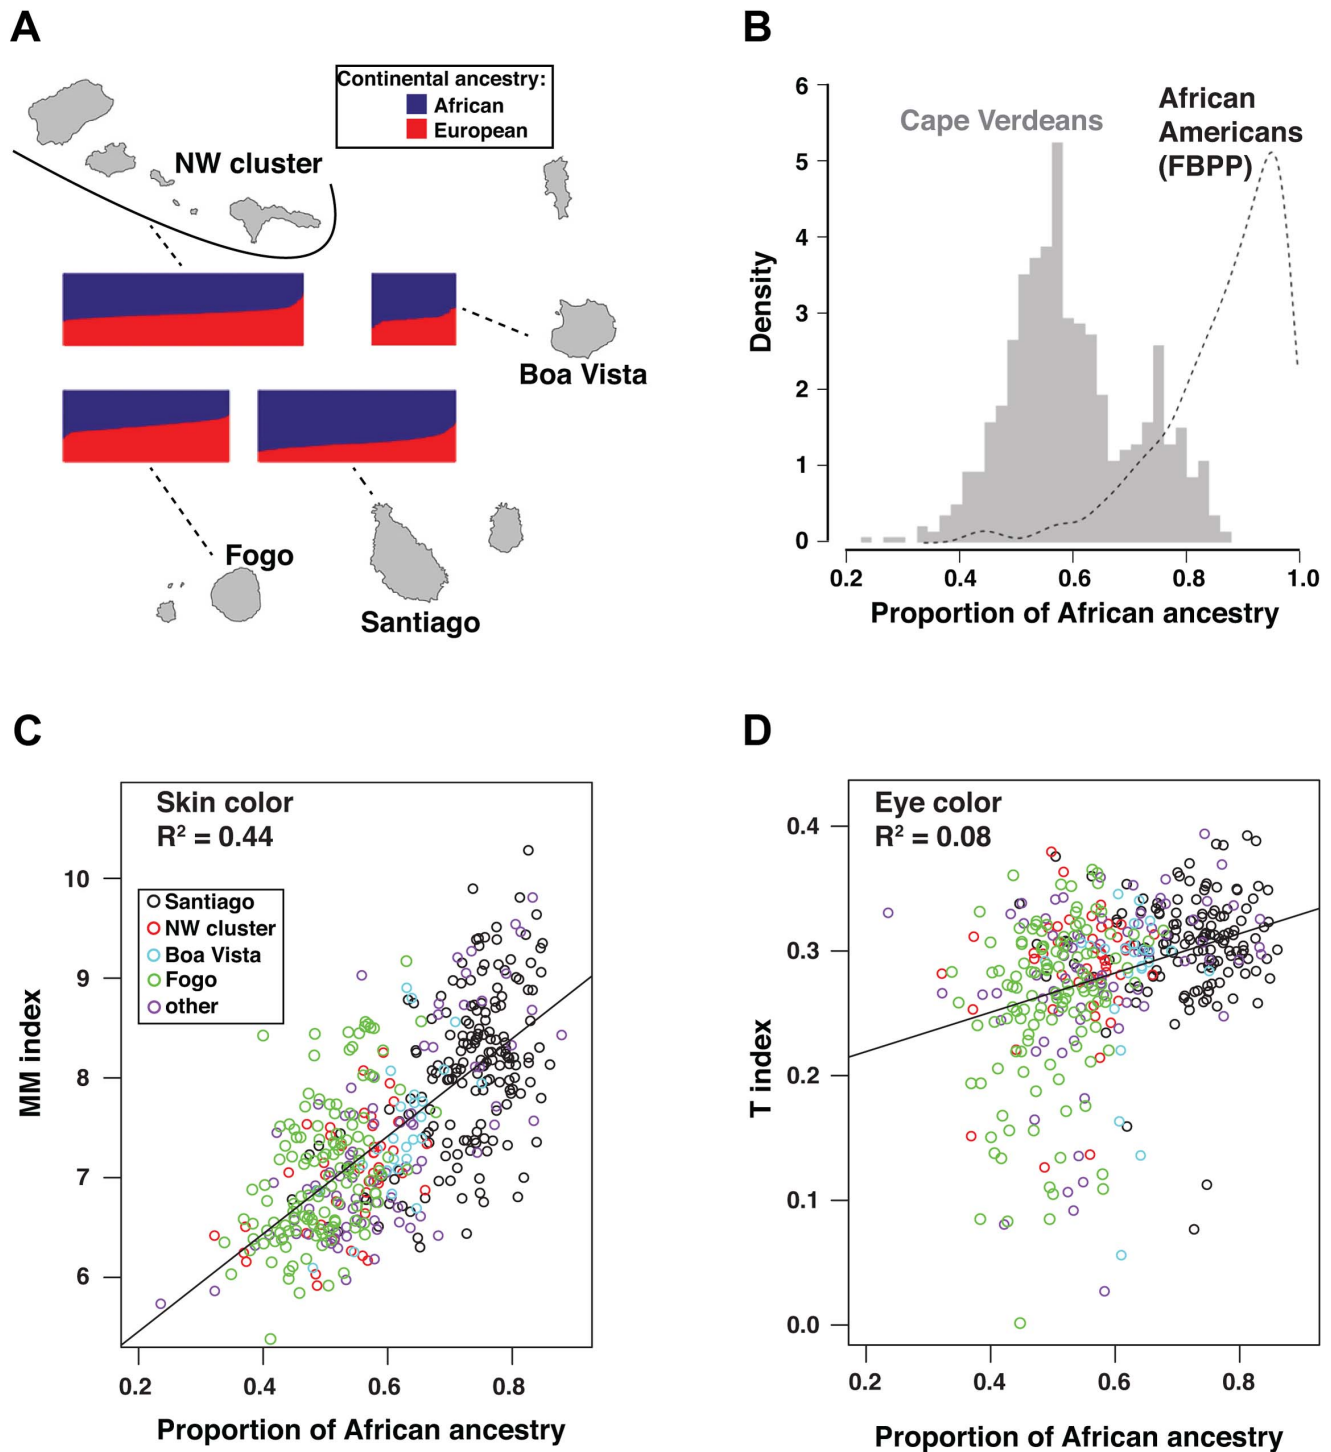 A
Continental ancestry:
African
European
NW cluster
Boa Vista
Fogo
Santiago
B
6
5
4
3
2
1
0
Density
Cape Verdeans
African
Americans
(FBPP)
0.2 0.4 0.6 0.8 1.0
Proportion of African ancestry
C
Skin color
R² = 0.44
Santiago
NW cluster
Boa Vista
Fogo
other
10
9
8
7
6
MM index
0.2 0.4 0.6 0.8
Proportion of African ancestry
D
Eye color
R² = 0.08
0.4
0.3
0.2
0.1
0.0
T index
0.2 0.4 0.6 0.8
Proportion of African ancestry